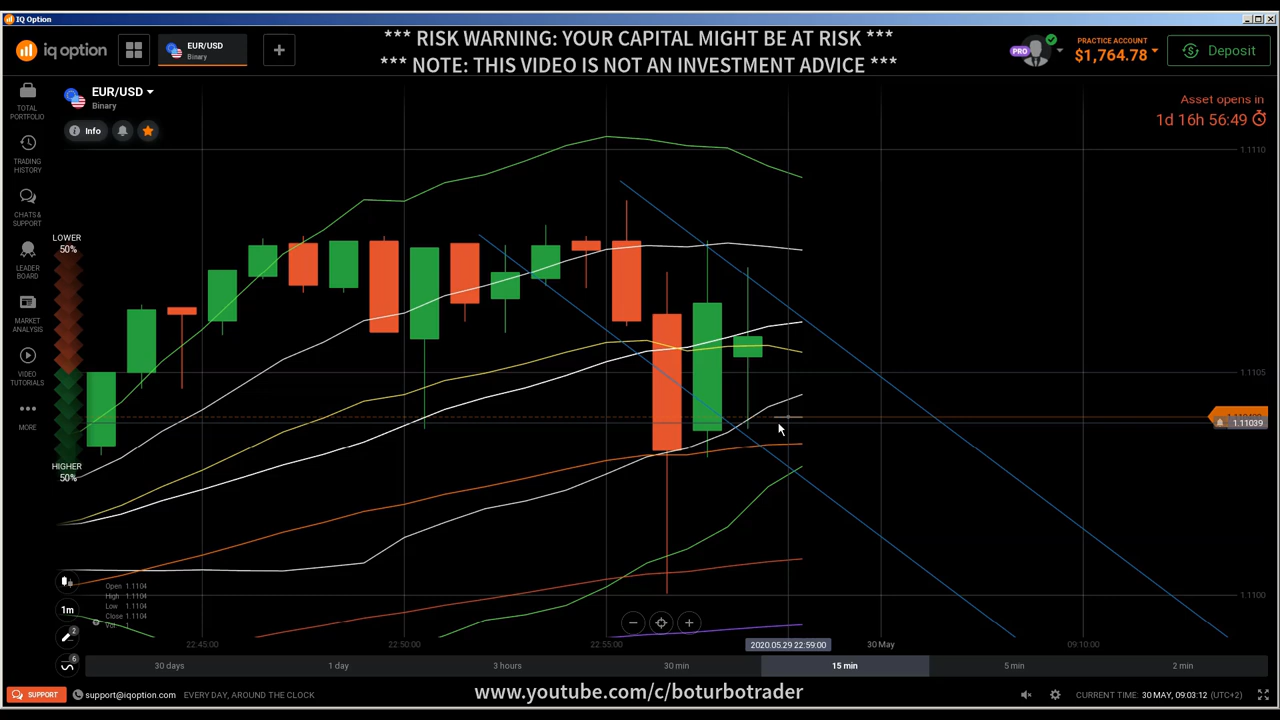 IQ Option
iq option
EUR/USD
Binary
*** RISK WARNING: YOUR CAPITAL MIGHT BE AT RISK ***
*** NOTE: THIS VIDEO IS NOT AN INVESTMENT ADVICE ***
PRO
PRACTICE ACCOUNT
$1,764.78
Deposit
TOTAL
PORTFOLIO
TRADING
HISTORY
CHATS &
SUPPORT
LEADER
BOARD
MARKET
ANALYSIS
VIDEO
TUTORIALS
MORE
EUR/USD
Binary
Info
Asset opens in
1d 16h 56:49
LOWER
50%
HIGHER
50%
1.1110
1.1105
1.11039
1.1100
Open 1.1104
High 1.1104
Low 1.1104
Close 1.1104
Vol 1
1m
2
6
22:45:00
22:50:00
22:55:00
2020.05.29 22:59:00
30 May
09:10:00
30 days
1 day
3 hours
30 min
15 min
5 min
2 min
SUPPORT
support@iqoption.com
EVERY DAY, AROUND THE CLOCK
www.youtube.com/c/boturbotrader
CURRENT TIME: 30 MAY, 09:03:12 (UTC+2)